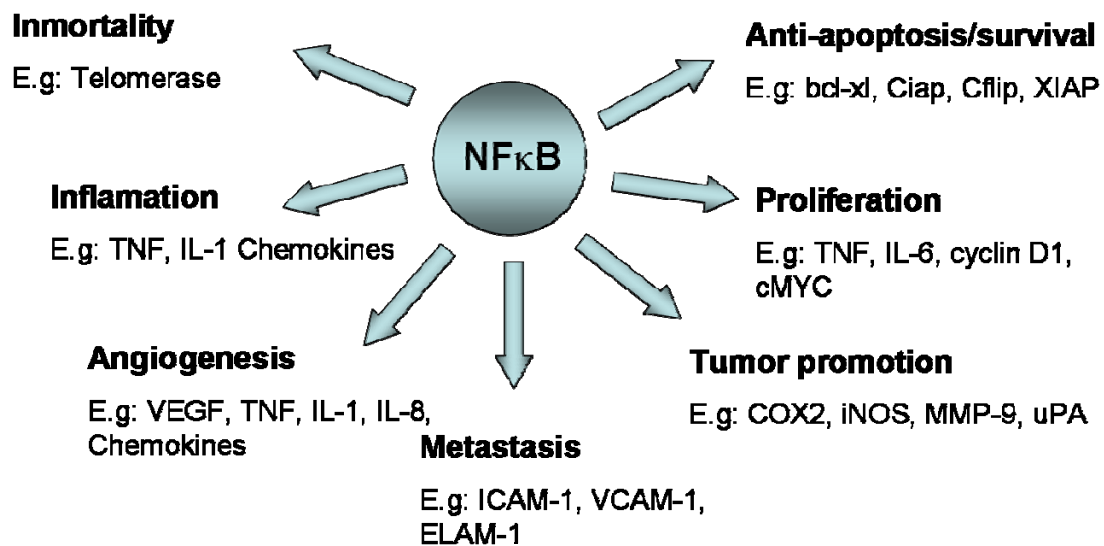 Inmortality
E.g: Telomerase
Anti-apoptosis/survival
E.g: bcl-xl, Ciap, Cflip, XIAP
NFκB
Inflamation
E.g: TNF, IL-1 Chemokines
Proliferation
E.g: TNF, IL-6, cyclin D1,
cMYC
Angiogenesis
E.g: VEGF, TNF, IL-1, IL-8,
Chemokines
Tumor promotion
E.g: COX2, iNOS, MMP-9, uPA
Metastasis
E.g: ICAM-1, VCAM-1,
ELAM-1